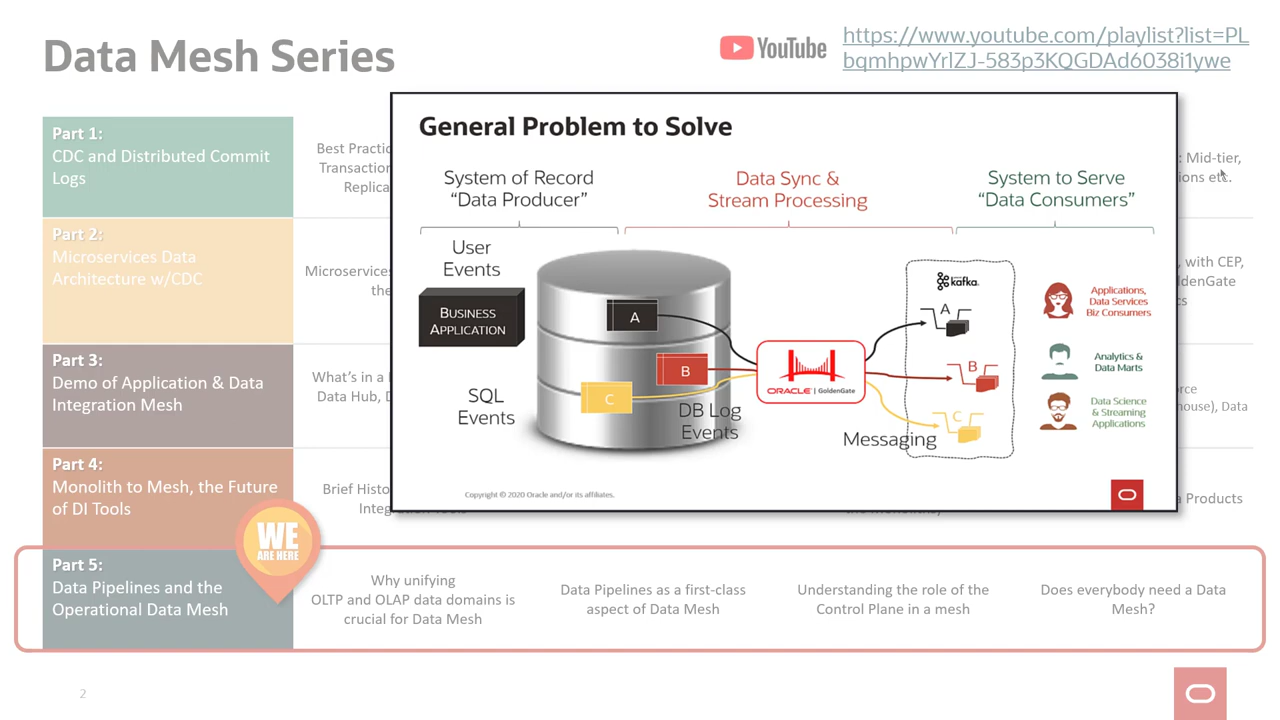 Data Mesh Series
YouTube
https://www.youtube.com/playlist?list=PL
bqmhpwYrlZJ-583p3KQGDAd6038i1ywe
Part 1:
CDC and Distributed Commit
Logs
Best Practic
Transaction
Replica
: Mid-tier,
ions etc.
Part 2:
Microservices Data
Architecture w/CDC
Microservices
the
, with CEP,
ldenGate
cs
Part 3:
Demo of Application & Data
Integration Mesh
What's in a
Data Hub, D
orce
house), Data
Part 4:
Monolith to Mesh, the Future
of DI Tools
Brief Histo
Integ
a Products
WE
ARE HERE
Part 5:
Data Pipelines and the
Operational Data Mesh
Why unifying
OLTP and OLAP data domains is
crucial for Data Mesh
Data Pipelines as a first-class
aspect of Data Mesh
Understanding the role of the
Control Plane in a mesh
Does everybody need a Data
Mesh?
2
General Problem to Solve
System of Record
"Data Producer"
Data Sync &
Stream Processing
System to Serve
"Data Consumers"
User
Events
BUSINESS
APPLICATION
SQL
Events
A
B
C
DB Log
Events
ORACLE | GoldenGate
Messaging
kafka
A
B
C
Applications,
Data Services
Biz Consumers
Analytics &
Data Marts
Data Science
& Streaming
Applications
Copyright © 2020 Oracle and/or its affiliates.